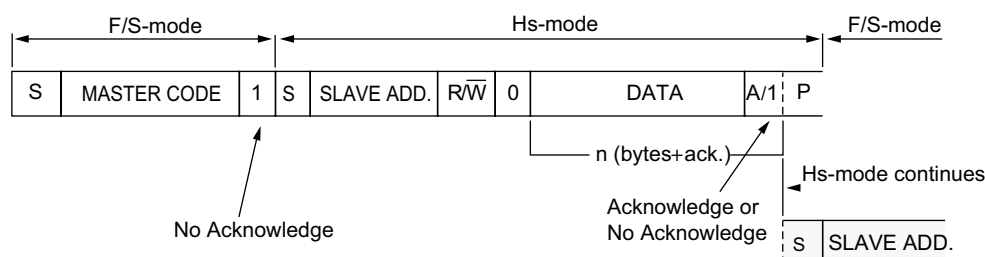 F/S-mode Hs-mode F/S-mode
S MASTER CODE 1 S SLAVE ADD. R/W̅ 0 DATA A/1 P
n (bytes+ack.)
Hs-mode continues
No Acknowledge
Acknowledge or
No Acknowledge
S SLAVE ADD.